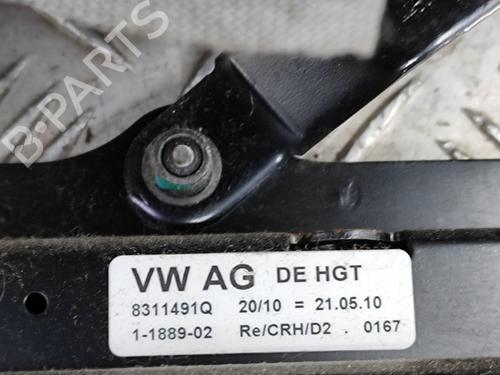 B-PARTS
VW AG DE HGT
8311491Q 20/10 = 21.05.10
1-1889-02 Re/CRH/D2 . 0167